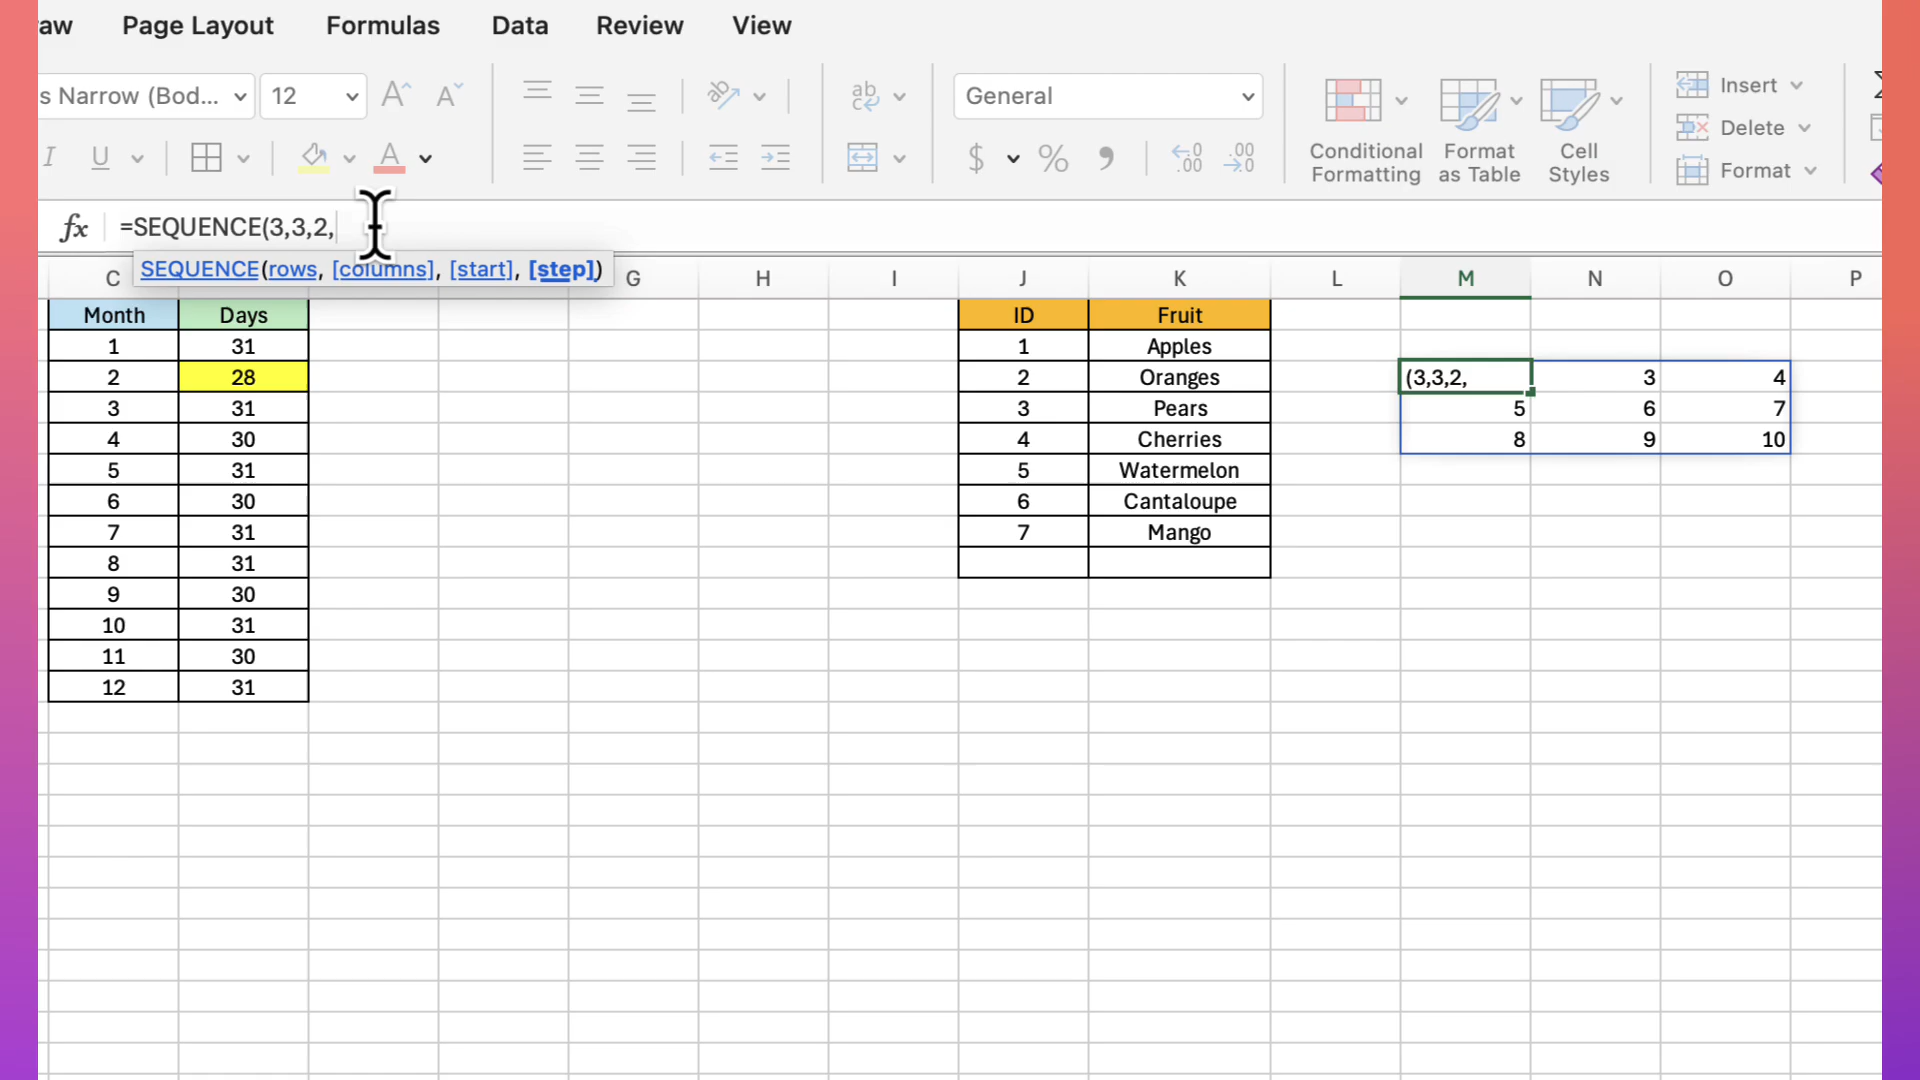 aw Page Layout Formulas Data Review View
s Narrow (Bod... 12 General Insert
Delete
Conditional Formatting Format as Table Cell Styles Format
fx =SEQUENCE(3,3,2,
SEQUENCE(rows, [columns], [start], [step])
C G H I J K L M N O P
Month Days ID Fruit
1 31 1 Apples
2 28 2 Oranges (3,3,2, 3 4
3 31 3 Pears 5 6 7
4 30 4 Cherries 8 9 10
5 31 5 Watermelon
6 30 6 Cantaloupe
7 31 7 Mango
8 31
9 30
10 31
11 30
12 31